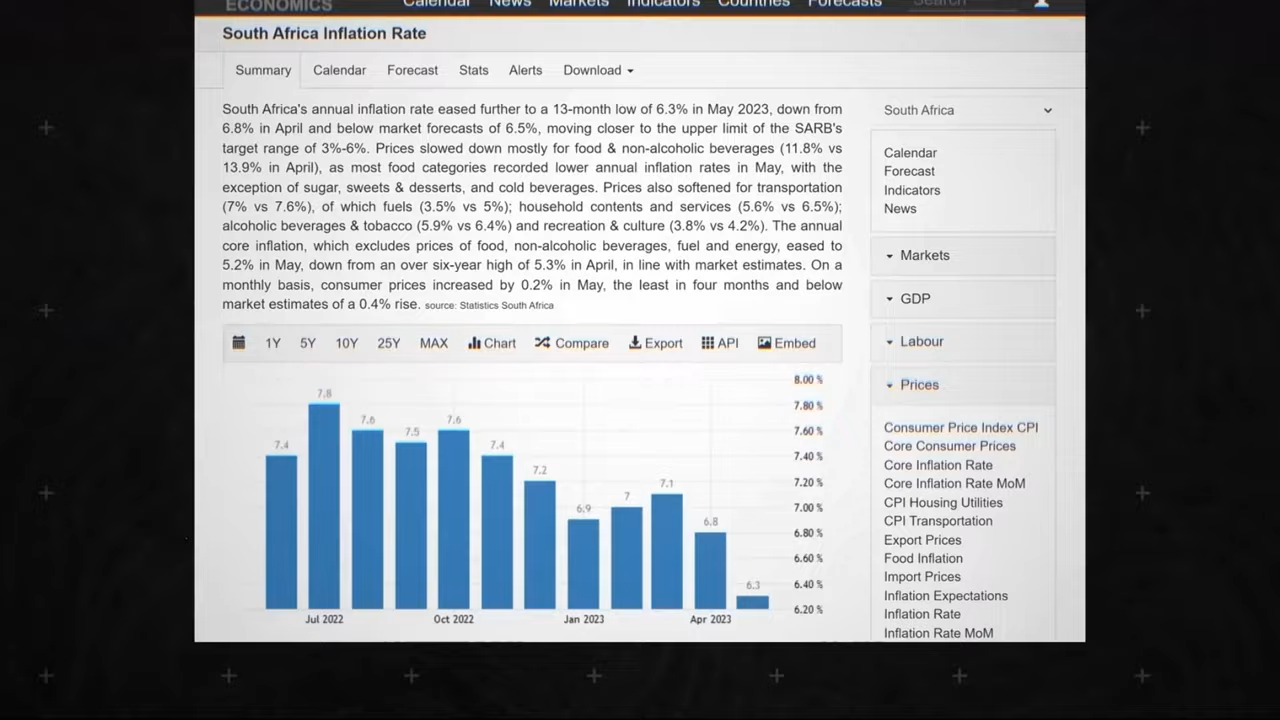 ECONOMICS Calendar News Markets Indicators Countries Forecasts Search
South Africa Inflation Rate
Summary Calendar Forecast Stats Alerts Download
South Africa's annual inflation rate eased further to a 13-month low of 6.3% in May 2023, down from
6.8% in April and below market forecasts of 6.5%, moving closer to the upper limit of the SARB's
target range of 3%-6%. Prices slowed down mostly for food & non-alcoholic beverages (11.8% vs
13.9% in April), as most food categories recorded lower annual inflation rates in May, with the
exception of sugar, sweets & desserts, and cold beverages. Prices also softened for transportation
(7% vs 7.6%), of which fuels (3.5% vs 5%); household contents and services (5.6% vs 6.5%);
alcoholic beverages & tobacco (5.9% vs 6.4%) and recreation & culture (3.8% vs 4.2%). The annual
core inflation, which excludes prices of food, non-alcoholic beverages, fuel and energy, eased to
5.2% in May, down from an over six-year high of 5.3% in April, in line with market estimates. On a
monthly basis, consumer prices increased by 0.2% in May, the least in four months and below
market estimates of a 0.4% rise. source: Statistics South Africa
1Y 5Y 10Y 25Y MAX Chart Compare Export API Embed
8.00 %
7.80 %
7.60 %
7.40 %
7.20 %
7.00 %
6.80 %
6.60 %
6.40 %
6.20 %
7.4
7.8
7.6
7.5
7.6
7.4
7.2
6.9
7
7.1
6.8
6.3
Jul 2022 Oct 2022 Jan 2023 Apr 2023
South Africa
Calendar
Forecast
Indicators
News
Markets
GDP
Labour
Prices
Consumer Price Index CPI
Core Consumer Prices
Core Inflation Rate
Core Inflation Rate MoM
CPI Housing Utilities
CPI Transportation
Export Prices
Food Inflation
Import Prices
Inflation Expectations
Inflation Rate
Inflation Rate MoM